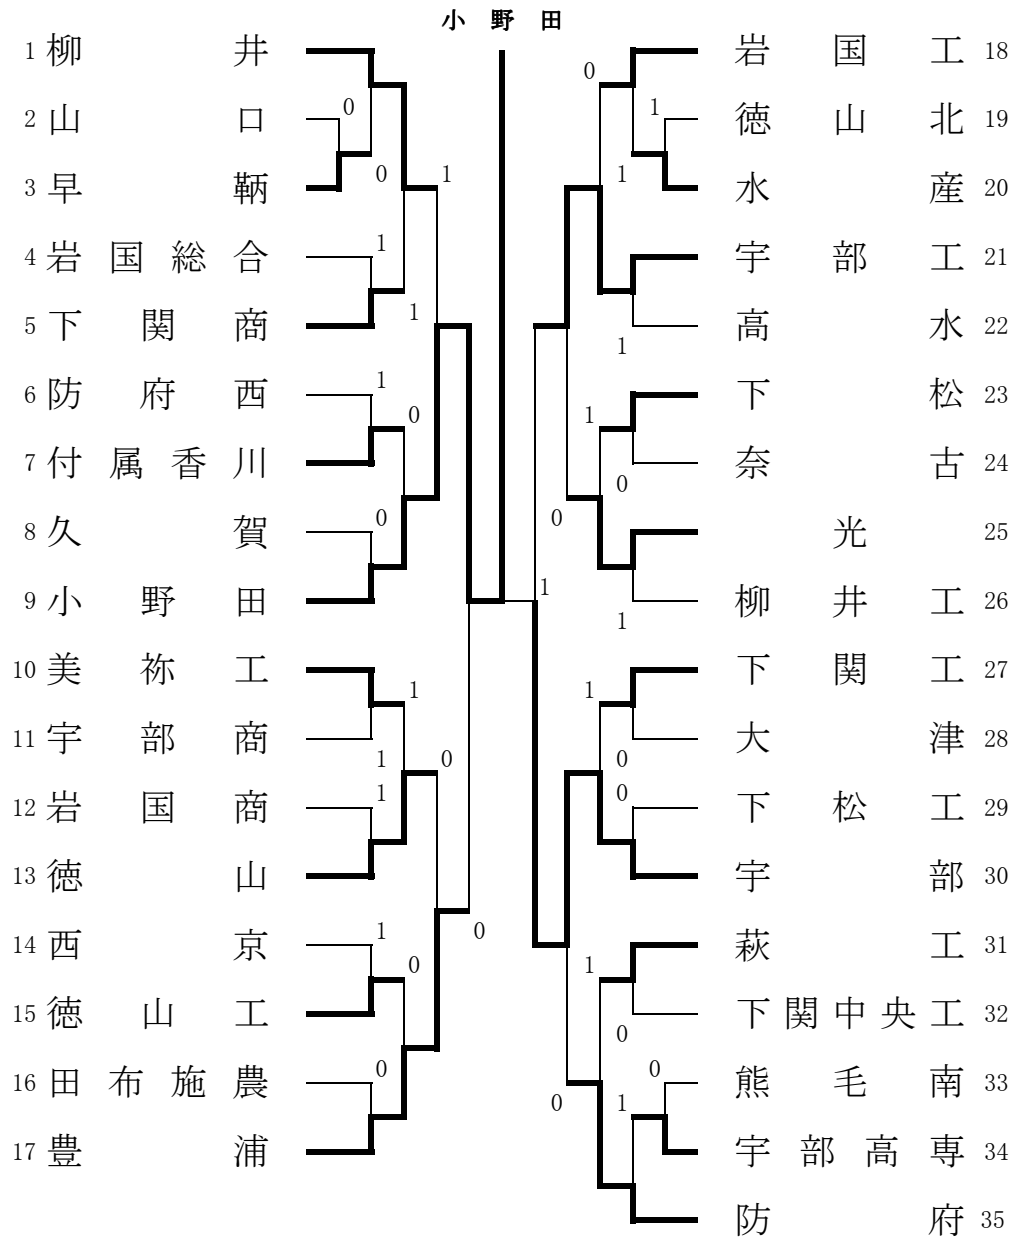 小 野 田
1 柳 井
0
2 山 口
0
3 早 鞆
1
1
4 岩 国 総 合
1
5 下 関 商
1
6 防 府 西
0
7 付 属 香 川
0
8 久 賀
9 小 野 田
10 美 祢 工
1
11 宇 部 商
1
0
1
12 岩 国 商
13 徳 山
0
1
14 西 京
0
15 徳 山 工
0
16 田 布 施 農
17 豊 浦
岩 国 工 18
0
1
徳 山 北 19
1
水 産 20
宇 部 工 21
高 水 22
1
下 松 23
1
奈 古 24
0
0
光 25
1
柳 井 工 26
1
下 関 工 27
1
大 津 28
0
0
下 松 工 29
宇 部 30
萩 工 31
1
下 関 中 央 工 32
0
0
熊 毛 南 33
0
1
宇 部 高 専 34
防 府 35